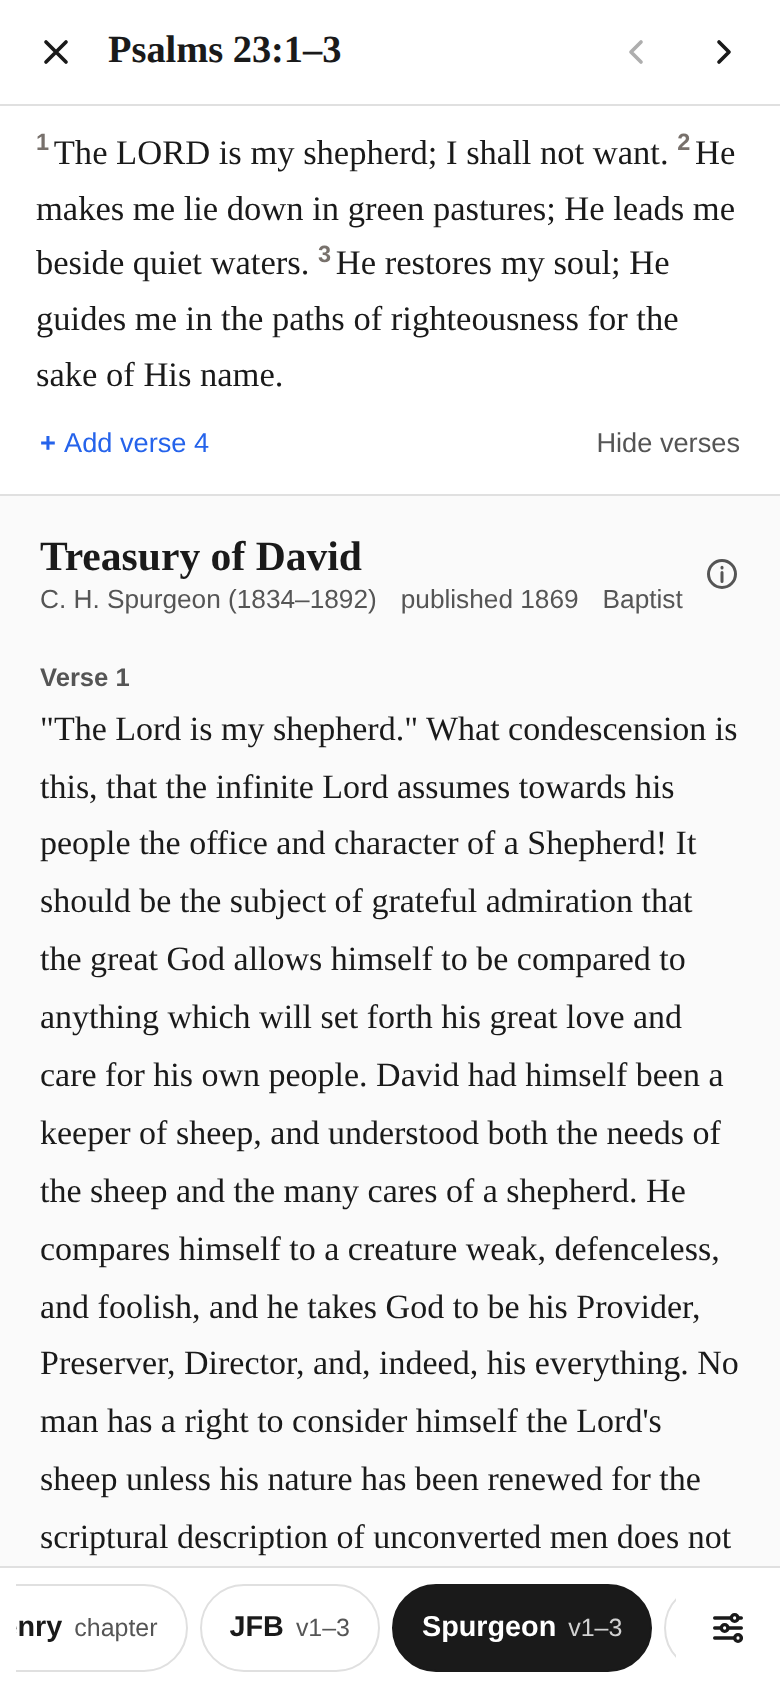 Psalms 23:1–3
1 The LORD is my shepherd; I shall not want. 2 He
makes me lie down in green pastures; He leads me
beside quiet waters. 3 He restores my soul; He
guides me in the paths of righteousness for the
sake of His name.
+ Add verse 4 Hide verses
Treasury of David
C. H. Spurgeon (1834–1892) published 1869 Baptist
Verse 1
"The Lord is my shepherd." What condescension is
this, that the infinite Lord assumes towards his
people the office and character of a Shepherd! It
should be the subject of grateful admiration that
the great God allows himself to be compared to
anything which will set forth his great love and
care for his own people. David had himself been a
keeper of sheep, and understood both the needs of
the sheep and the many cares of a shepherd. He
compares himself to a creature weak, defenceless,
and foolish, and he takes God to be his Provider,
Preserver, Director, and, indeed, his everything. No
man has a right to consider himself the Lord's
sheep unless his nature has been renewed for the
scriptural description of unconverted men does not
nry chapter JFB v1–3 Spurgeon v1–3